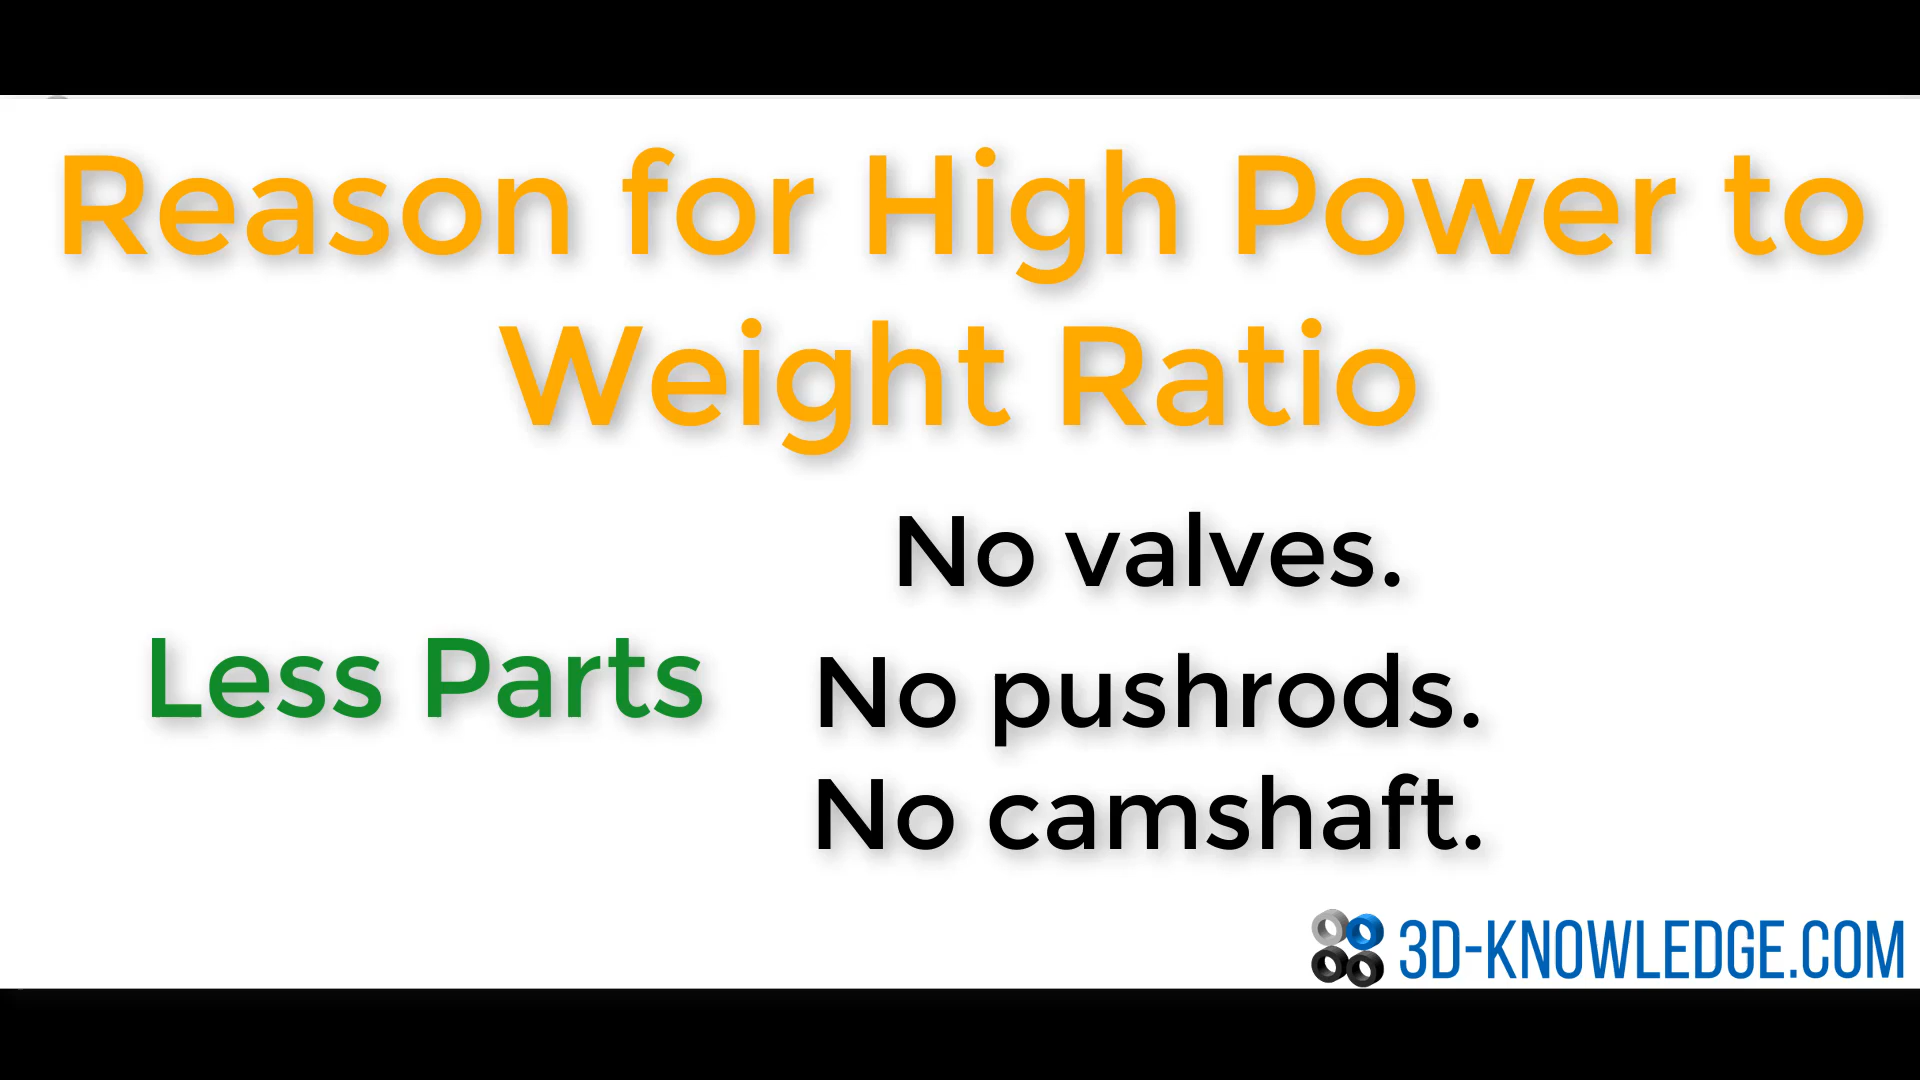 Reason for High Power to
Weight Ratio
No valves.
Less Parts
No pushrods.
No camshaft.
3D-KNOWLEDGE.COM